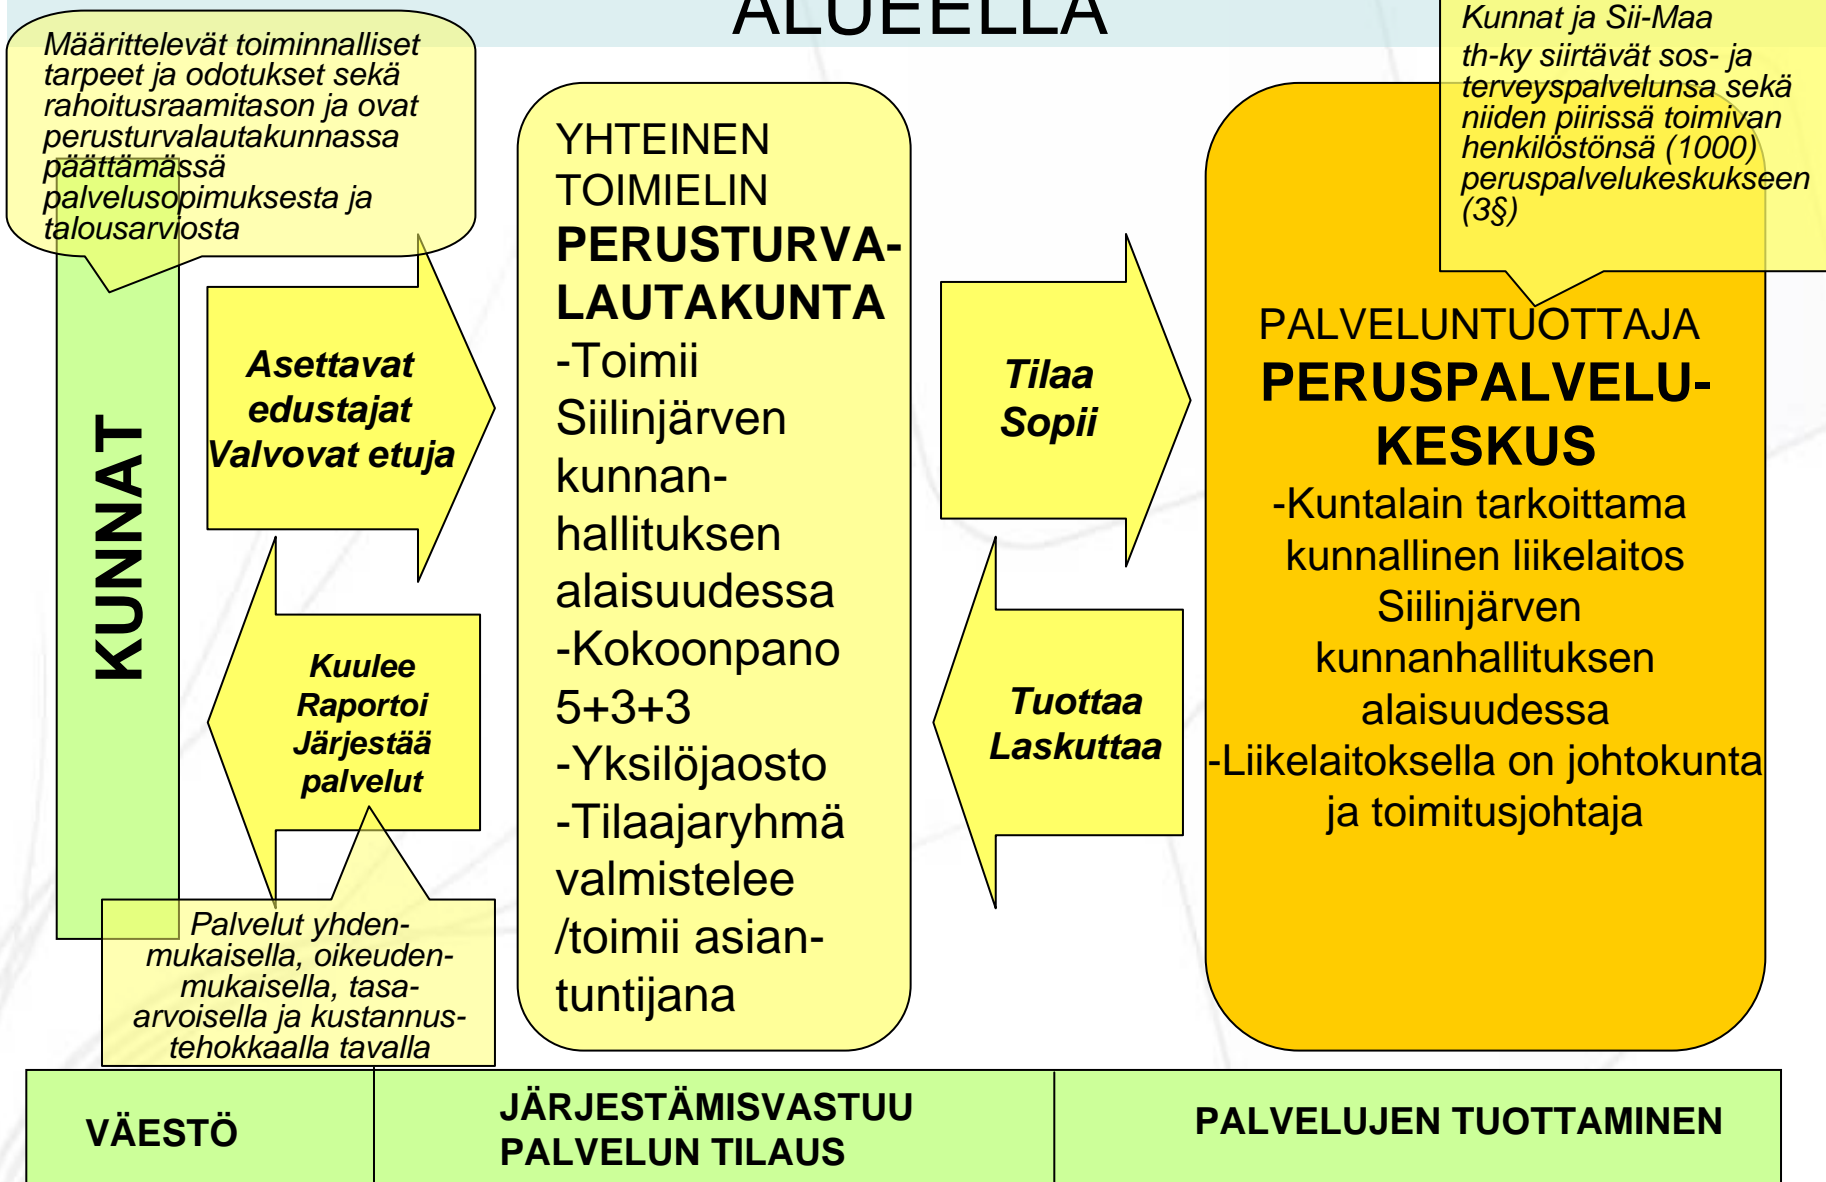 ALUEELLA
Määrittelevät toiminnalliset
tarpeet ja odotukset sekä
rahoitusraamitason ja ovat
perusturvalautakunnassa
päättämässä
palvelusopimuksesta ja
talousarviosta
KUNNAT
Asettavat
edustajat
Valvovat etuja
Kuulee
Raportoi
Järjestää
palvelut
Palvelut yhden-
mukaisella, oikeuden-
mukaisella, tasa-
arvoisella ja kustannus-
tehokkaalla tavalla
YHTEINEN
TOIMIELIN
PERUSTURVA-
LAUTAKUNTA
-Toimii
Siilinjärven
kunnan-
hallituksen
alaisuudessa
-Kokoonpano
5+3+3
-Yksilöjaosto
-Tilaajaryhmä
valmistelee
/toimii asian-
tuntijana
Tilaa
Sopii
Tuottaa
Laskuttaa
Kunnat ja Sii-Maa
th-ky siirtävät sos- ja
terveyspalvelunsa sekä
niiden piirissä toimivan
henkilöstönsä (1000)
peruspalvelukeskukseen
(3§)
PALVELUNTUOTTAJA
PERUSPALVELU-
KESKUS
-Kuntalain tarkoittama
kunnallinen liikelaitos
Siilinjärven
kunnanhallituksen
alaisuudessa
-Liikelaitoksella on johtokunta
ja toimitusjohtaja
VÄESTÖ
JÄRJESTÄMISVASTUU
PALVELUN TILAUS
PALVELUJEN TUOTTAMINEN